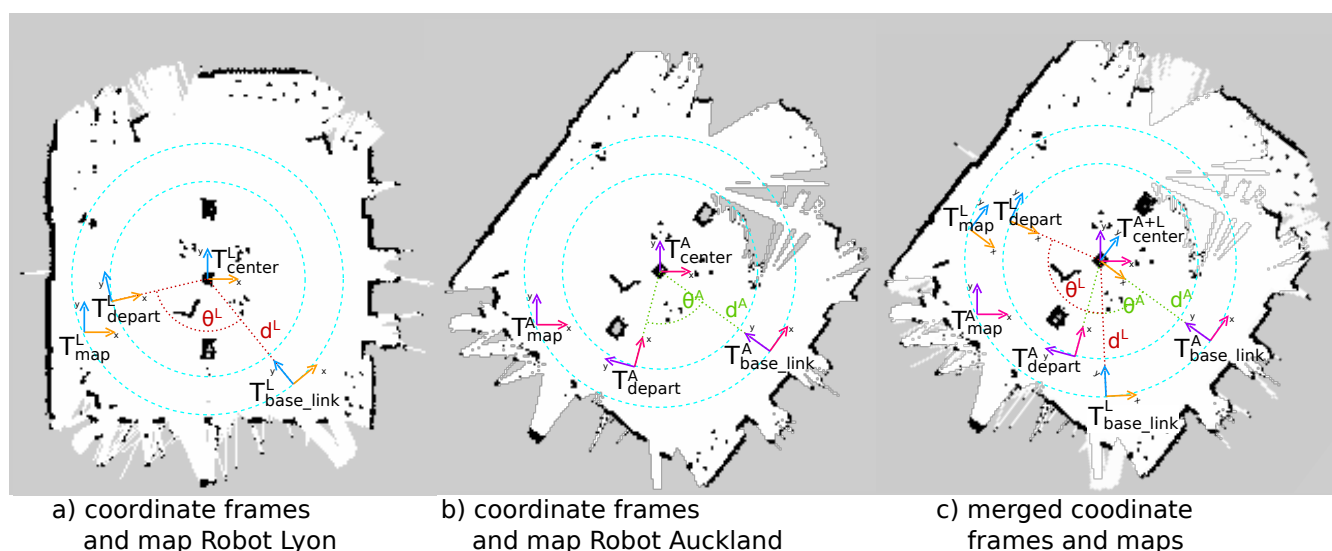 y
T^L_center
x
y
x
T^L_depart
y
x
T^L_map
θ^L
d^L
y
x
T^L_base_link
a) coordinate frames
and map Robot Lyon
y
T^A_center
x
y
x
T^A_map
θ^A
d^A
y
x
T^A_depart
y
x
T^A_base_link
b) coordinate frames
and map Robot Auckland
y
x
T^L_map
y
x
T^L_depart
y
y
T^A+L_center
x
x
y
x
T^A_map
θ^L
θ^A
d^A
d^L
y
x
T^A_depart
y
x
T^A_base_link
y
x
T^L_base_link
c) merged coodinate
frames and maps